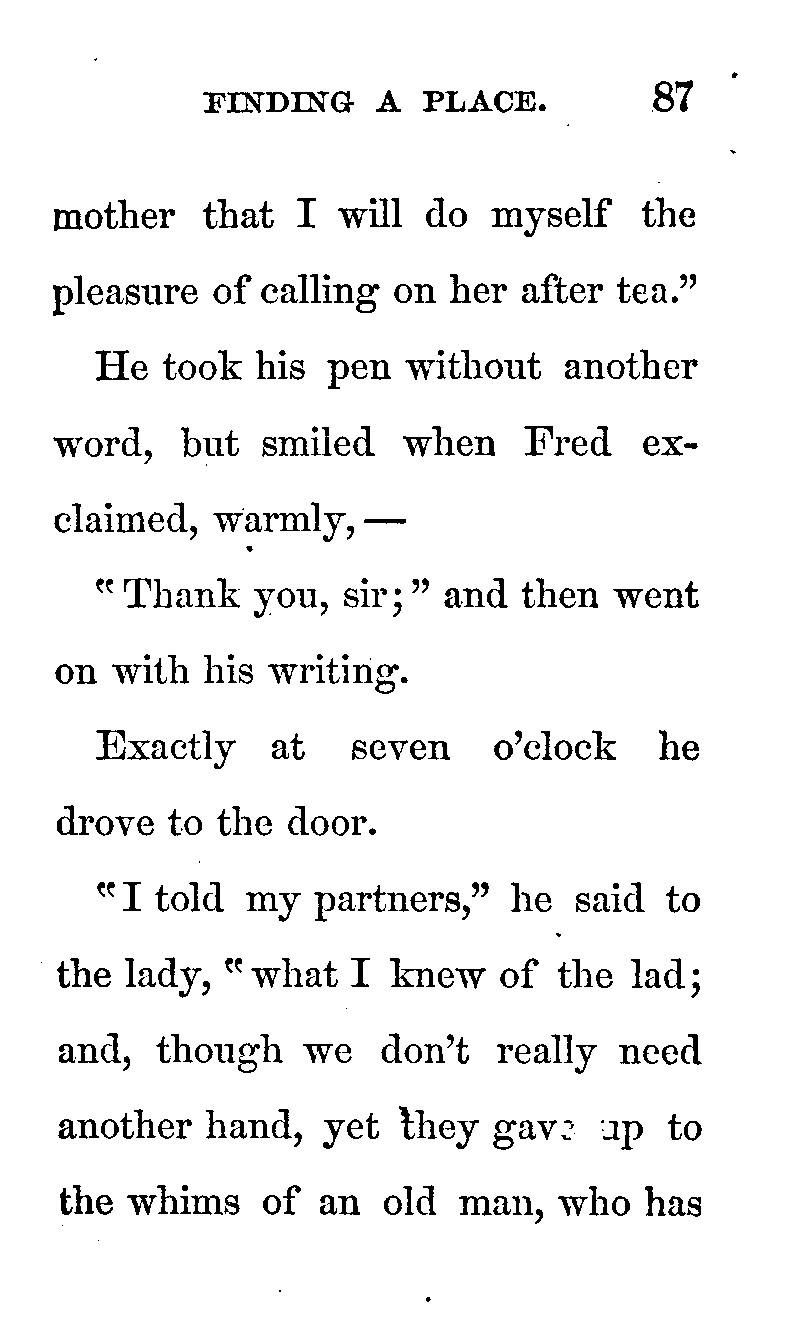 FINDING A PLACE. 87
mother that I will do myself the
pleasure of calling on her after tea.”
He took his pen without another
word, but smiled when Fred ex-
claimed, warmly, —
“Thank you, sir;” and then went
on with his writing.
Exactly at seven o’clock he
drove to the door.
“I told my partners,” he said to
the lady, “what I knew of the lad;
and, though we don’t really need
another hand, yet they gave up to
the whims of an old man, who has